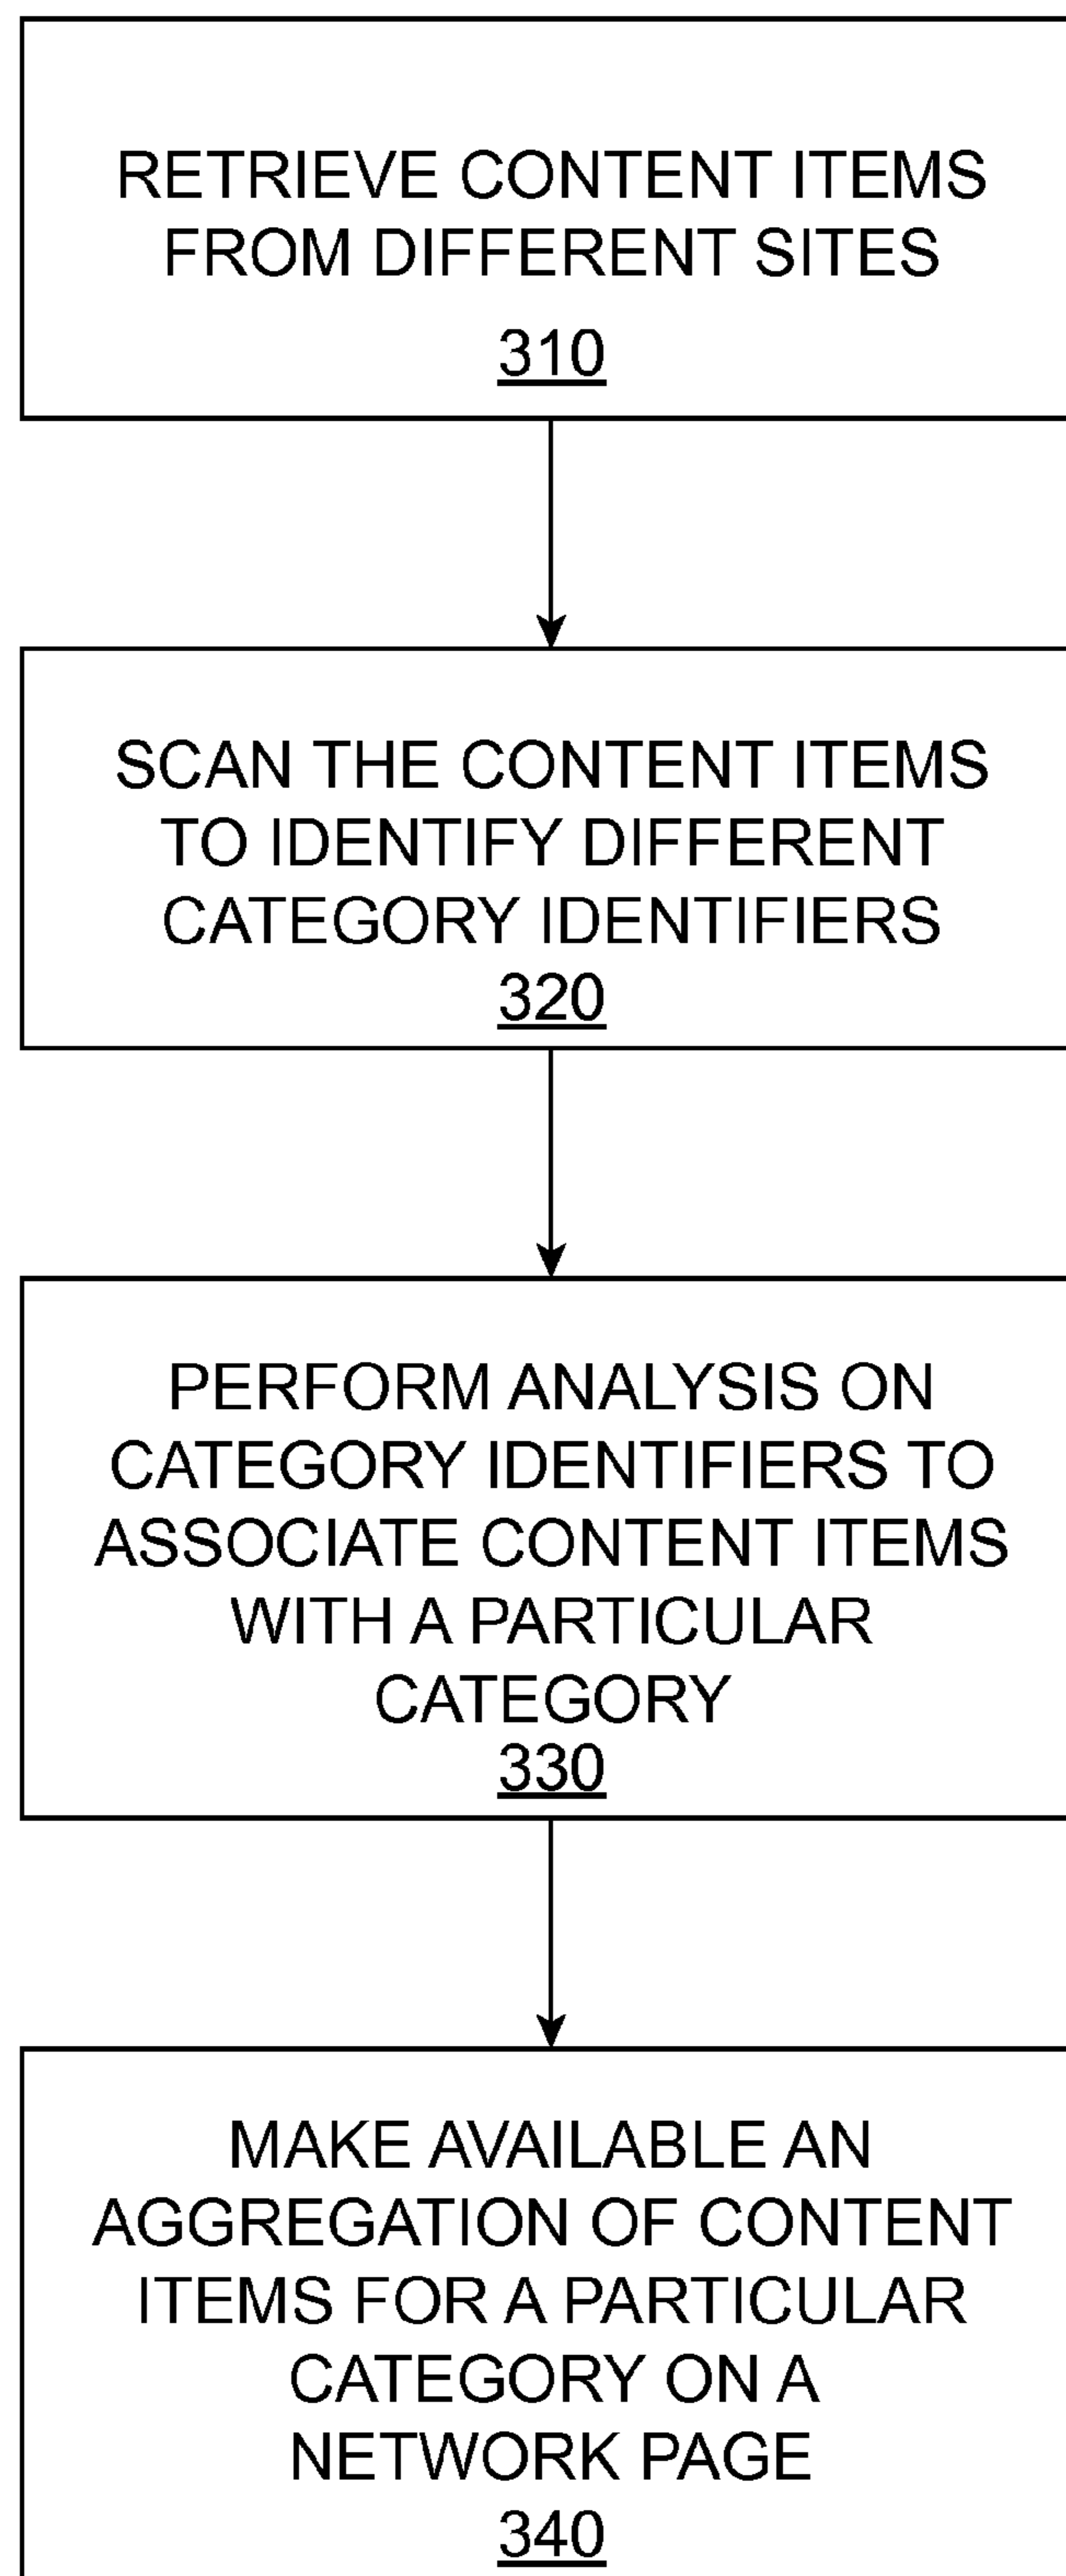 RETRIEVE CONTENT ITEMS
FROM DIFFERENT SITES
310
SCAN THE CONTENT ITEMS
TO IDENTIFY DIFFERENT
CATEGORY IDENTIFIERS
320
PERFORM ANALYSIS ON
CATEGORY IDENTIFIERS TO
ASSOCIATE CONTENT ITEMS
WITH A PARTICULAR
CATEGORY
330
MAKE AVAILABLE AN
AGGREGATION OF CONTENT
ITEMS FOR A PARTICULAR
CATEGORY ON A
NETWORK PAGE
340